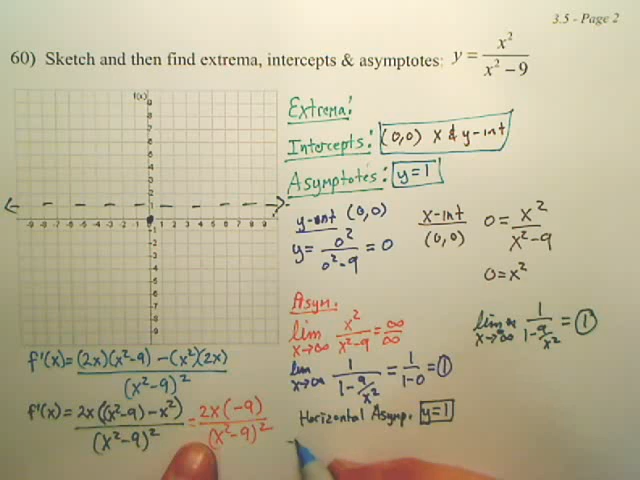 3.5 - Page 2
60) Sketch and then find extrema, intercepts & asymptotes: y = x²/(x² - 9)
f(x)
Extrema:
Intercepts: (0,0) x & y-int
Asymptotes: y=1
y-int (0,0)
y = 0²/(0²-9) = 0
x-int
(0,0)
0 = x²/(x²-9)
0 = x²
Asym.
lim x→∞ x²/(x²-9) = ∞/∞
lim x→∞ 1/(1-9/x²) = 1/(1-0) = 1
lim x→-∞ 1/(1-9/x²) = 1
Horizontal Asymp. y=1
f'(x) = ((2x)(x²-9) - (x²)(2x))/(x²-9)²
f'(x) = 2x((x²-9)-x²)/(x²-9)² = 2x(-9)/(x²-9)²